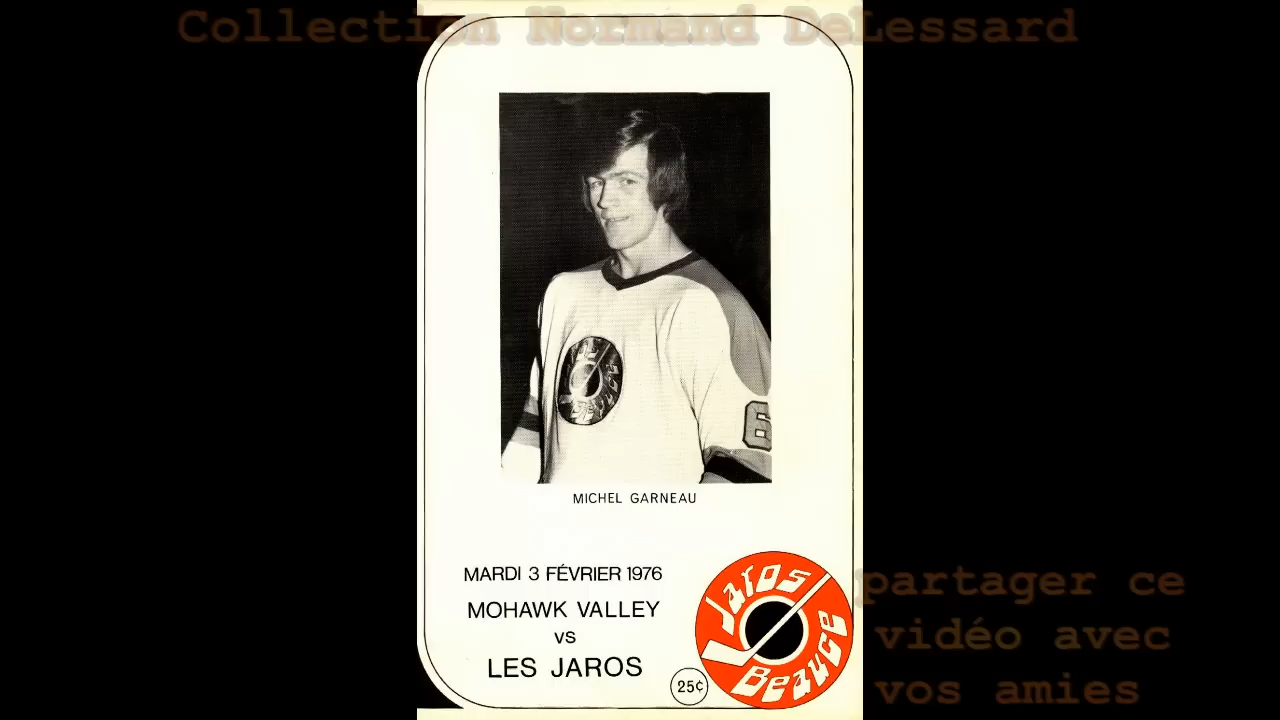 Collection Normand DeLessard
6
MICHEL GARNEAU
MARDI 3 FÉVRIER 1976
MOHAWK VALLEY
VS
LES JAROS
25¢
Jaros
Beauce
partager ce
vidéo avec
vos amies